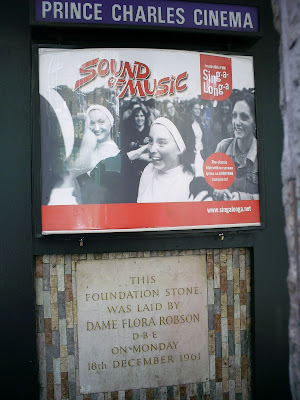 PRINCE CHARLES CINEMA
SOUND
OF MUSIC
Sing-a-
Long-a
www.singalonga.net
THIS
FOUNDATION STONE
WAS LAID BY
DAME FLORA ROBSON
D·B·E
ON MONDAY
18th DECEMBER 1961